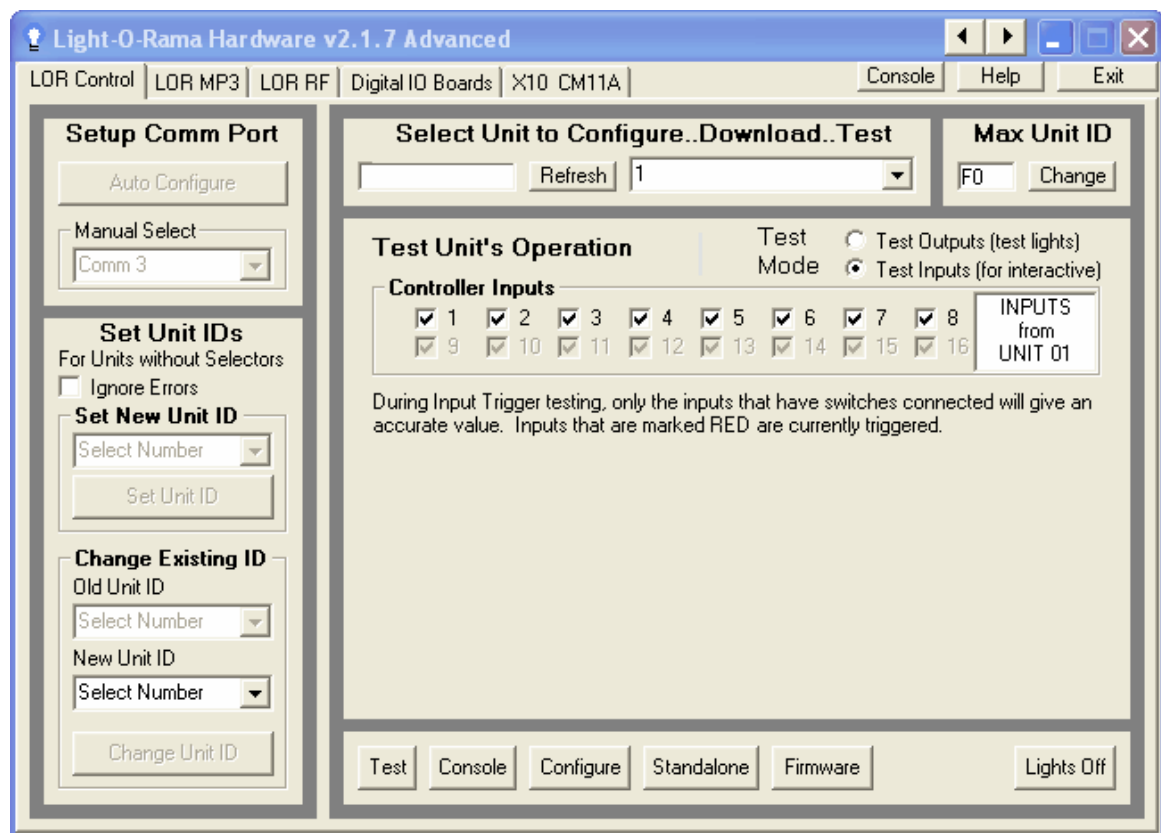 Light-O-Rama Hardware v2.1.7 Advanced
LOR Control LOR MP3 LOR RF Digital IO Boards X10 CM11A Console Help Exit
Setup Comm Port
Auto Configure
Manual Select
Comm 3
Set Unit IDs
For Units without Selectors
Ignore Errors
Set New Unit ID
Select Number
Set Unit ID
Change Existing ID
Old Unit ID
Select Number
New Unit ID
Select Number
Change Unit ID
Select Unit to Configure..Download..Test
Refresh 1
Max Unit ID
F0 Change
Test Unit's Operation
Test Mode
Test Outputs (test lights)
Test Inputs (for interactive)
Controller Inputs
1 2 3 4 5 6 7 8
9 10 11 12 13 14 15 16
INPUTS
from
UNIT 01
During Input Trigger testing, only the inputs that have switches connected will give an
accurate value. Inputs that are marked RED are currently triggered.
Test Console Configure Standalone Firmware Lights Off